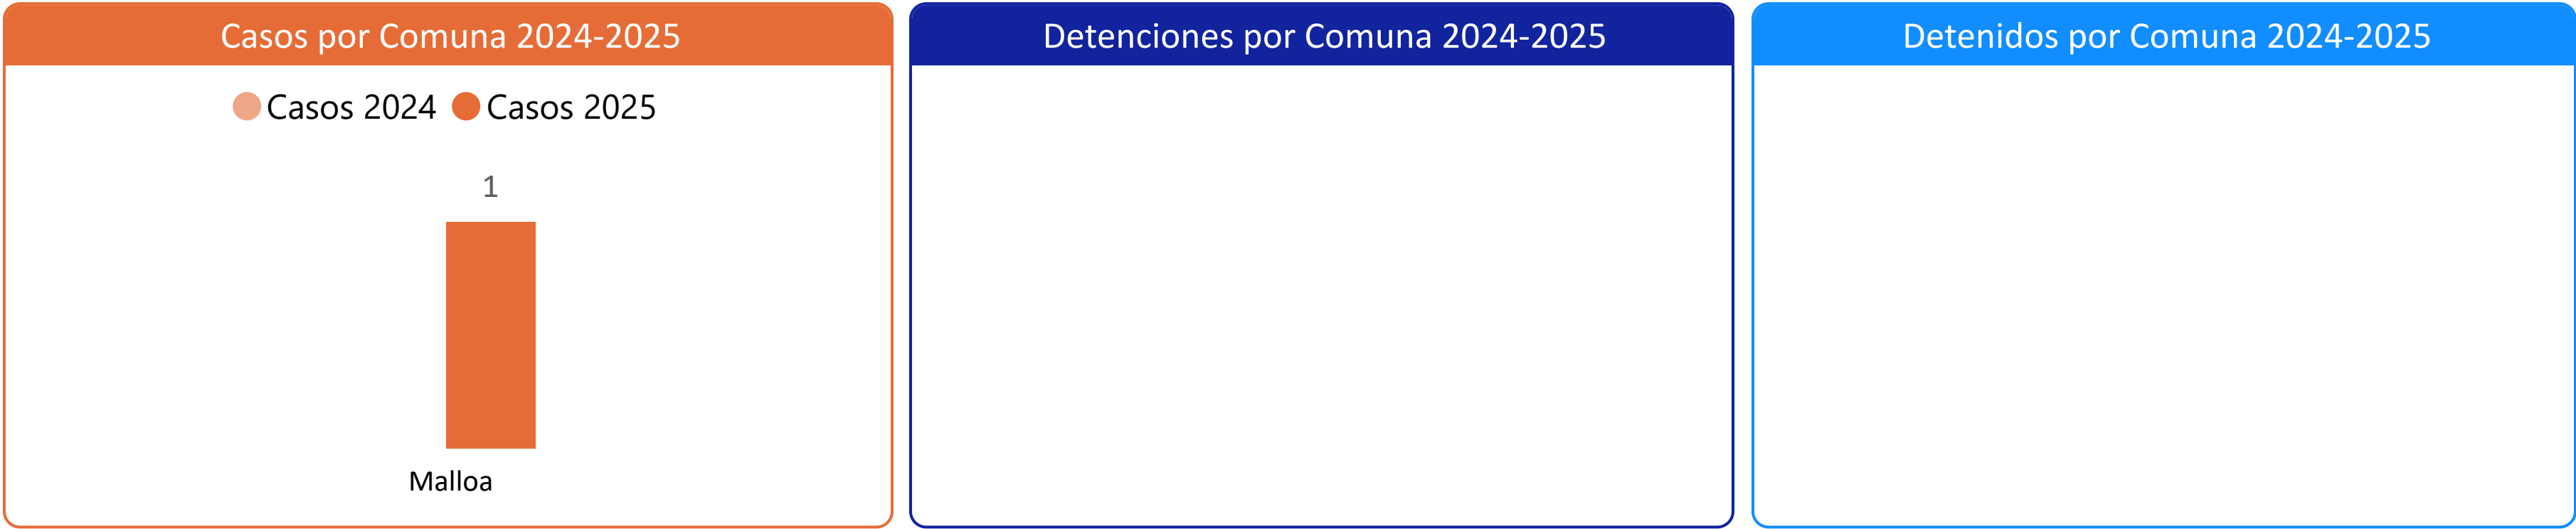 Casos por Comuna 2024-2025
Casos 2024 Casos 2025
1
Malloa
Detenciones por Comuna 2024-2025
Detenidos por Comuna 2024-2025